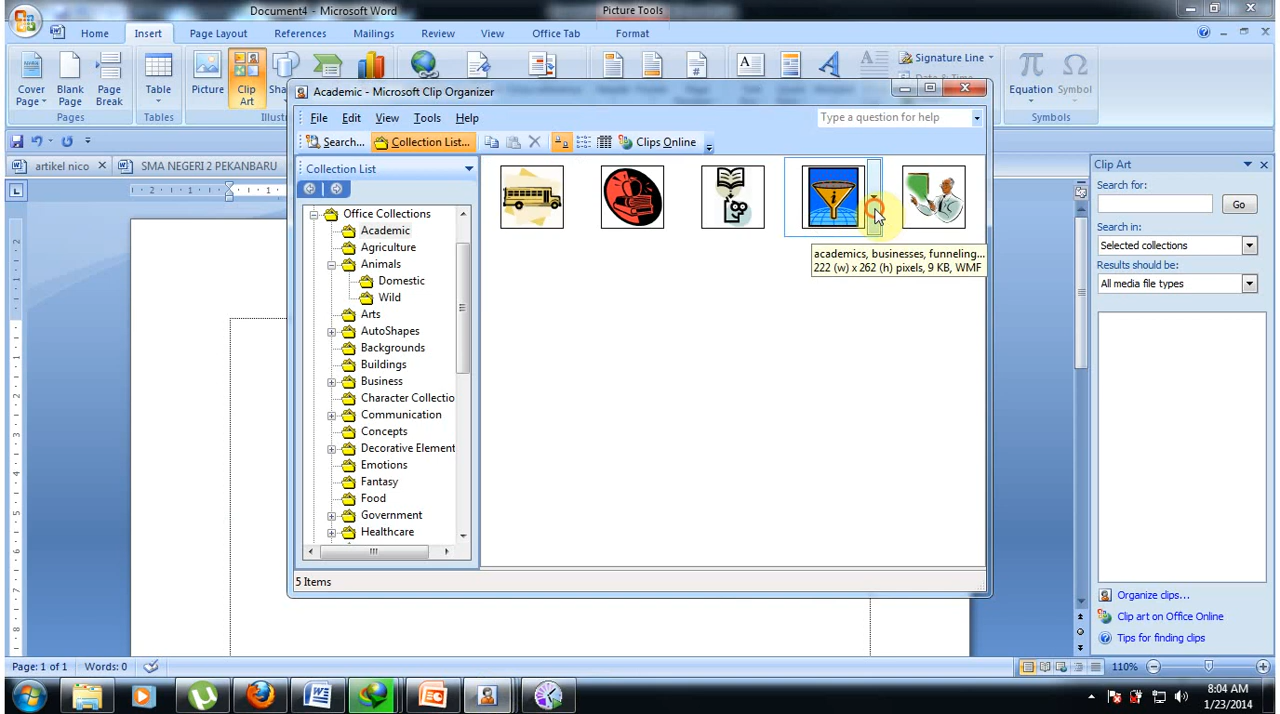 Document4 - Microsoft Word
Picture Tools
Home
Insert
Page Layout
References
Mailings
Review
View
Office Tab
Format
Cover Page
Blank Page
Page Break
Pages
Table
Tables
Picture
Clip Art
Signature Line
Equation
Symbol
Symbols
artikel nico
SMA NEGERI 2 PEKANBARU
Academic - Microsoft Clip Organizer
File
Edit
View
Tools
Help
Type a question for help
Search...
Collection List...
Clips Online
Collection List
Office Collections
Academic
Agriculture
Animals
Domestic
Wild
Arts
AutoShapes
Backgrounds
Buildings
Business
Character Collectio
Communication
Concepts
Decorative Element
Emotions
Fantasy
Food
Government
Healthcare
academics, businesses, funneling...
222 (w) x 262 (h) pixels, 9 KB, WMF
5 Items
Clip Art
Search for:
Go
Search in:
Selected collections
Results should be:
All media file types
Organize clips...
Clip art on Office Online
Tips for finding clips
Page: 1 of 1
Words: 0
110%
8:04 AM
1/23/2014